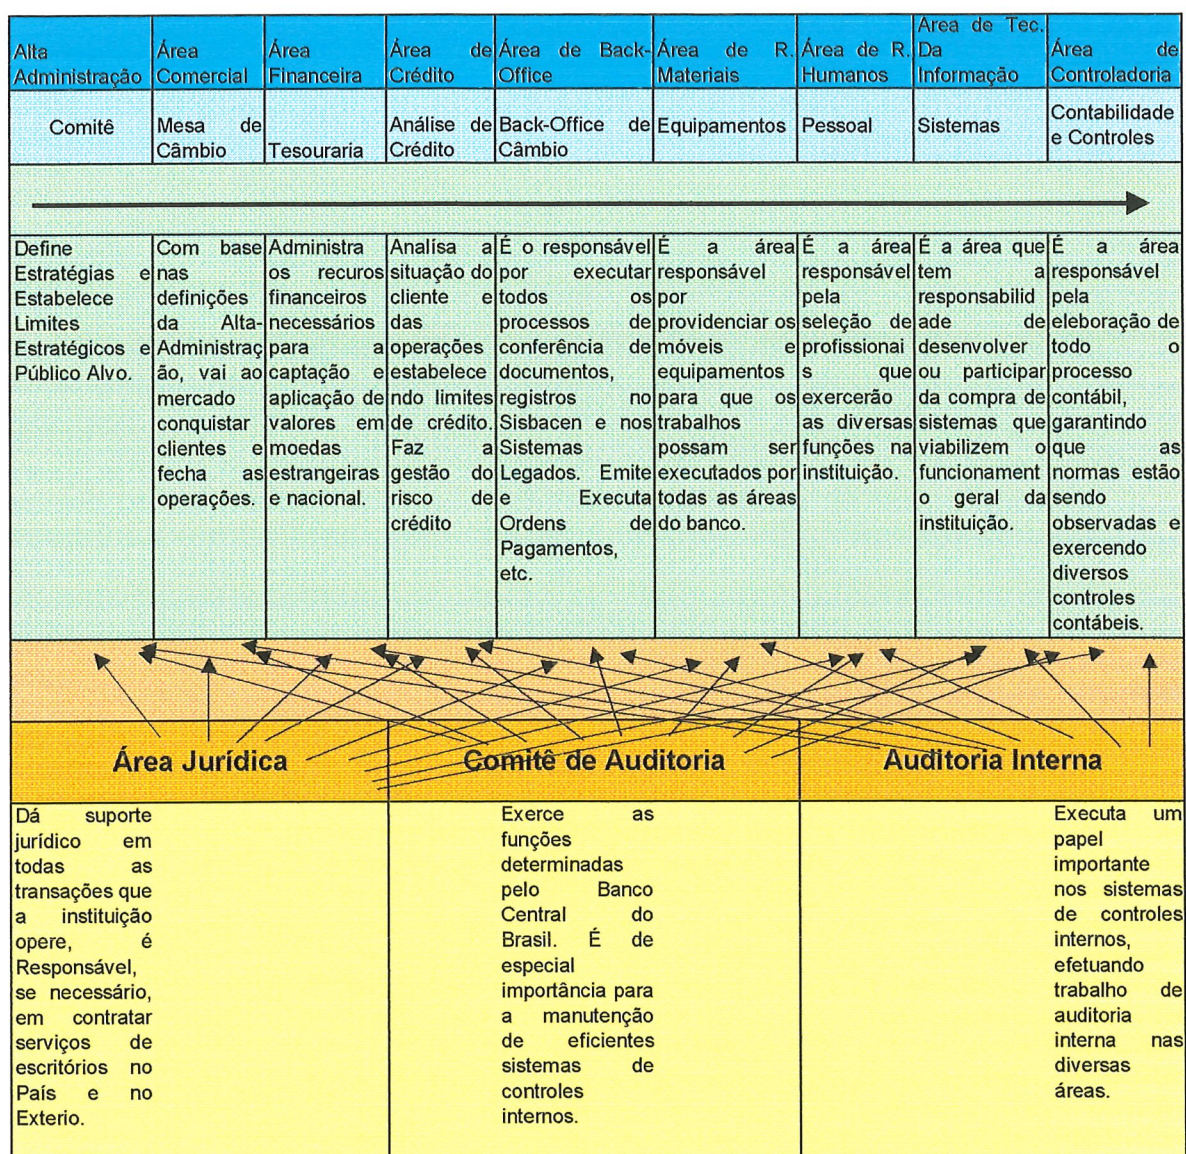 Alta
Administração
Área
Comercial
Área
Financeira
Área de
Crédito
Área de Back-
Office
Área de R.
Materiais
Área de R.
Humanos
Area de Tec.
Da
Informação
Área de
Controladoria
Comitê
Mesa de
Câmbio
Tesouraria
Análise de
Crédito
Back-Office de
Câmbio
Equipamentos
Pessoal
Sistemas
Contabilidade
e Controles
Define
Estratégias e
Estabelece
Limites
Estratégicos e
Público Alvo.
Com base
nas
definições
da Alta-
Administraç
ão, vai ao
mercado
conquistar
clientes e
fecha as
operações.
Administra
os recuros
financeiros
necessários
para a
captação e
aplicação de
valores em
moedas
estrangeiras
e nacional.
Analísa a
situação do
cliente e
das
operações
estabelece
ndo limites
de crédito.
Faz a
gestão do
risco de
crédito
É o responsável
por executar
todos os
processos de
conferência de
documentos,
registros no
Sisbacen e nos
Sistemas
Legados. Emite
e Executa
Ordens de
Pagamentos,
etc.
É a área
responsável
por
providenciar os
móveis e
equipamentos
para que os
trabalhos
possam ser
executados por
todas as áreas
do banco.
É a área
responsável
pela
seleção de
profissionai
s que
exercerão
as diversas
funções na
instituição.
É a área que
tem a
responsabilid
ade de
desenvolver
ou participar
da compra de
sistemas que
viabilizem o
funcionament
o geral da
instituição.
É a área
responsável
pela
eleboração de
todo o
processo
contábil,
garantindo
que as
normas estão
sendo
observadas e
exercendo
diversos
controles
contábeis.
Área Jurídica
Comitê de Auditoria
Auditoria Interna
Dá suporte
jurídico em
todas as
transações que
a instituição
opere, é
Responsável,
se necessário,
em contratar
serviços de
escritórios no
País e no
Exterio.
Exerce as
funções
determinadas
pelo Banco
Central do
Brasil. É de
especial
importância para
a manutenção
de eficientes
sistemas de
controles
internos.
Executa um
papel
importante
nos sistemas
de controles
internos,
efetuando
trabalho de
auditoria
interna nas
diversas
áreas.